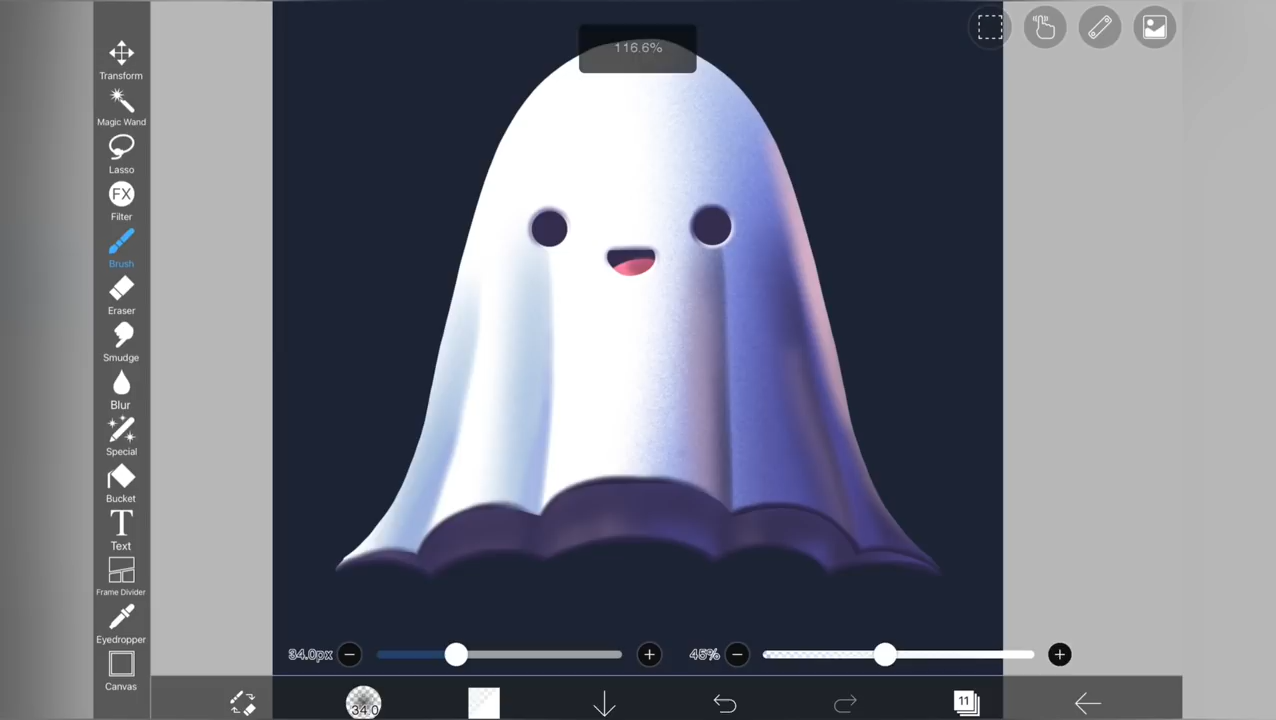 116.6%
Transform
Magic Wand
Lasso
FX
Filter
Brush
Eraser
Smudge
Blur
Special
Bucket
T
Text
Frame Divider
Eyedropper
Canvas
34.0px
45%
34.0
11